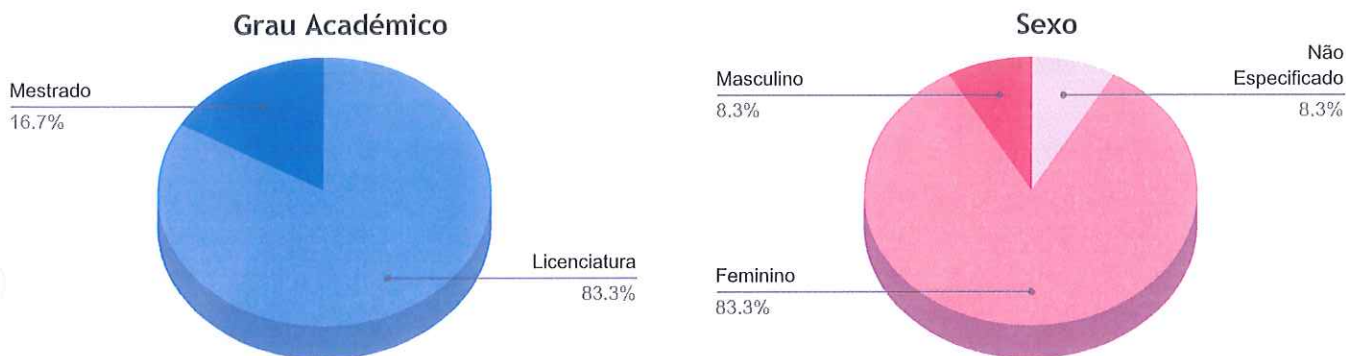 Grau Académico
Mestrado
16.7%
Licenciatura
83.3%
Sexo
Masculino
8.3%
Não
Especificado
8.3%
Feminino
83.3%